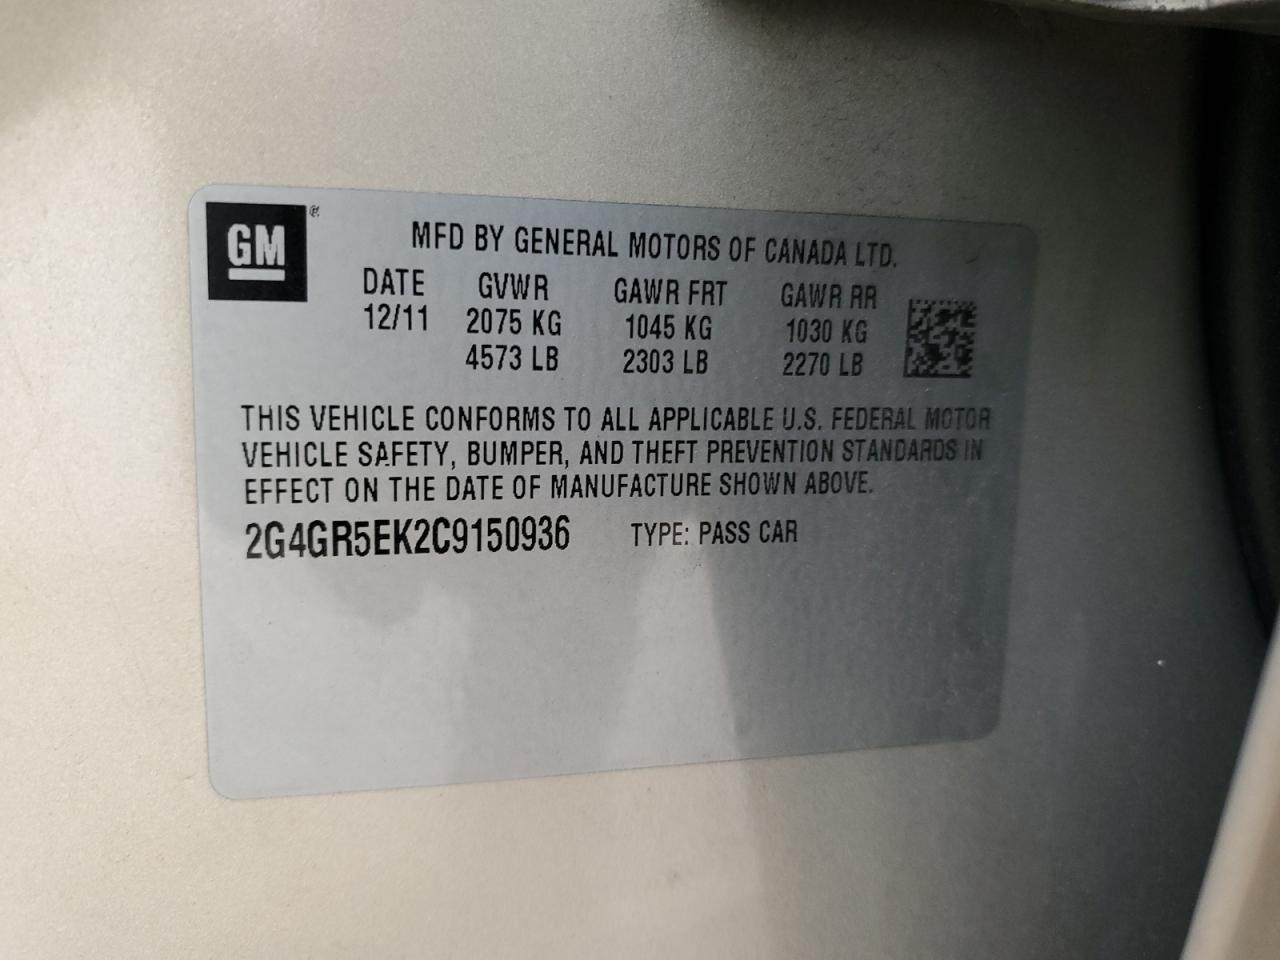 GM ®
MFD BY GENERAL MOTORS OF CANADA LTD.
DATE GVWR GAWR FRT GAWR RR
12/11 2075 KG 1045 KG 1030 KG
4573 LB 2303 LB 2270 LB
THIS VEHICLE CONFORMS TO ALL APPLICABLE U.S. FEDERAL MOTOR
VEHICLE SAFETY, BUMPER, AND THEFT PREVENTION STANDARDS IN
EFFECT ON THE DATE OF MANUFACTURE SHOWN ABOVE.
2G4GR5EK2C9150936 TYPE: PASS CAR